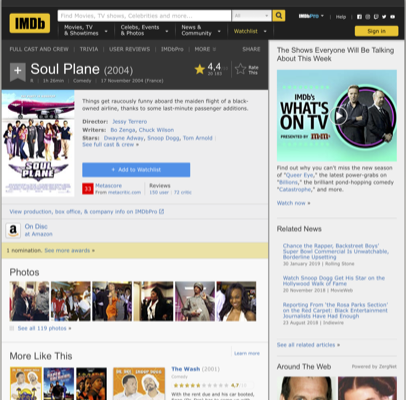 IMDb
Find Movies, TV shows, Celebrities and more...
All
IMDbPro
Help
Movies, TV & Showtimes
Celebs, Events & Photos
News & Community
Watchlist
Sign in
FULL CAST AND CREW | TRIVIA | USER REVIEWS | IMDbPro | MORE
SHARE
Soul Plane (2004)
4,4
Rate This
1h 26min | Comedy | 17 November 2004 (France)
Things get raucously funny aboard the maiden flight of a black-owned airline, thanks to some last-minute passenger additions.
Director: Jessy Terrero
Writers: Bo Zenga, Chuck Wilson
Stars: Dwayne Adway, Snoop Dogg, Tom Arnold |
See full cast & crew »
+ Add to Watchlist
33
Metascore
From metacritic.com
Reviews
150 user | 72 critic
SOUL PLANE
View production, box office, & company info on IMDbPro
On Disc
at Amazon
1 nomination. See more awards »
Photos
See all 119 photos »
More Like This
Learn more
The Wash (2001)
Comedy
4,7
With the rent due and his car booted,
The Shows Everyone Will Be Talking
About This Week
IMDb's
WHAT'S
ON TV
PRESENTED BY
Find out why you can't miss the new season
of "Queer Eye," the latest power-grabs on
"Billions," the brilliant pond-hopping comedy
"Catastrophe," and more.
Watch now »
Related News
Chance the Rapper, Backstreet Boys'
Super Bowl Commercial Is Unwatchable,
Borderline Upsetting
30 January 2019 | Rolling Stone
Watch Snoop Dogg Get His Star on the
Hollywood Walk of Fame
20 November 2018 | MovieWeb
Reporting From 'the Rosa Parks Section'
on the Red Carpet: Black Entertainment
Journalists Have Had Enough
23 August 2018 | Indiewire
See all related articles »
Around The Web
Powered by ZergNet